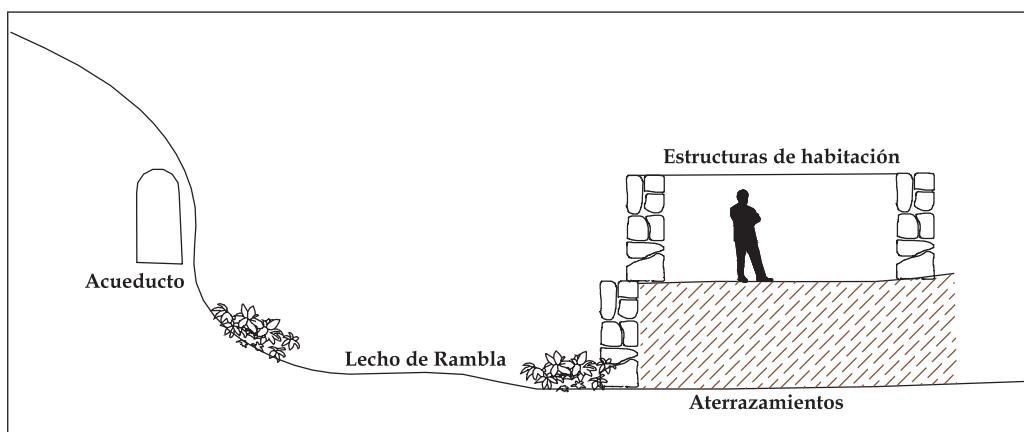 Estructuras de habitación
Acueducto
Lecho de Rambla
Aterrazamientos